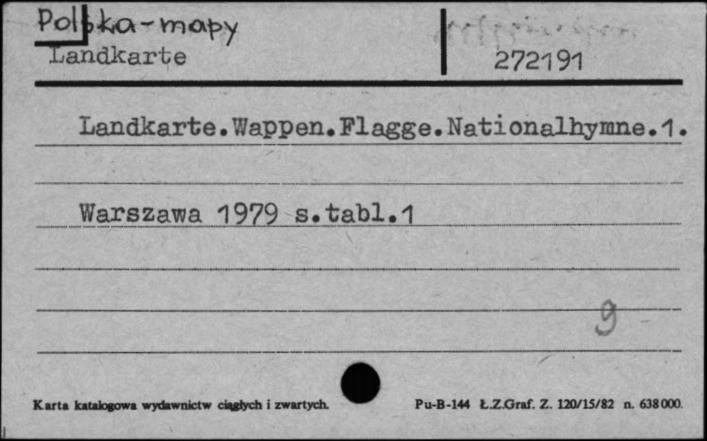 Polska-mapy
Landkarte 272191
Landkarte.Wappen.Flagge.Nationalhymne.1.
Warszawa 1979 s.tabl.1
9
Karta katalogowa wydawnictw ciągłych i zwartych. Pu-B-144 Ł.Z.Graf. Z. 120/15/82 n. 638000.